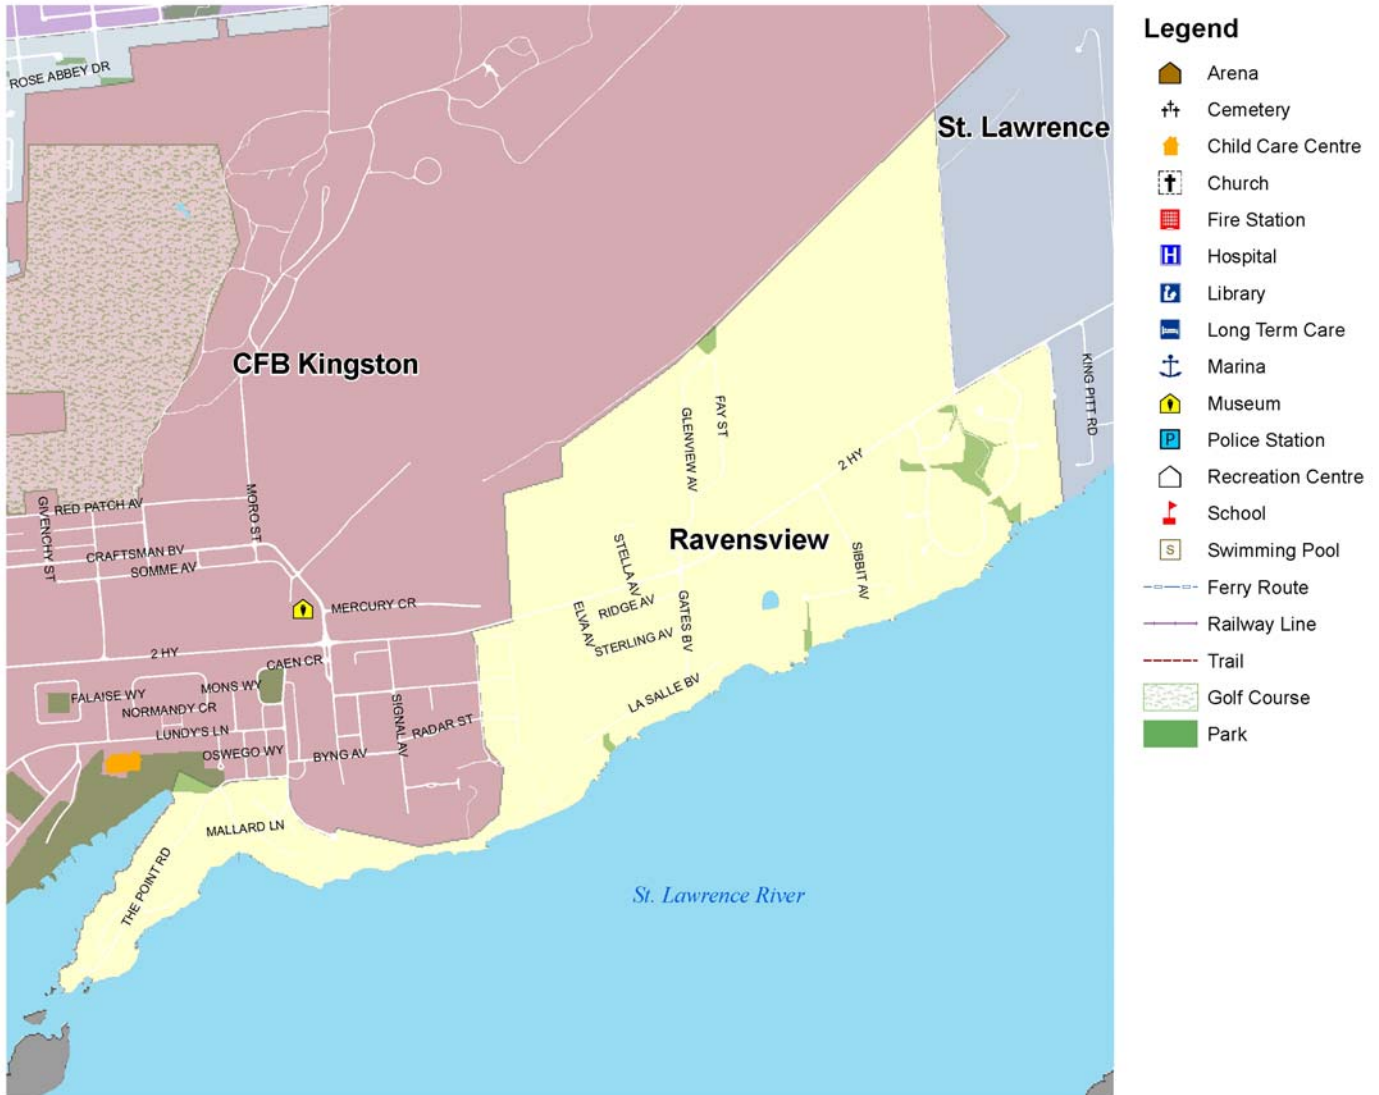 ROSE ABBEY DR
St. Lawrence
CFB Kingston
KING PITT RD
FAY ST
GLENVIEW AV
2 HY
RED PATCH AV
GIVENCHY ST
MORO ST
CRAFTSMAN BV
SOMME AV
Ravensview
STELLA AV
SIBBIT AV
MERCURY CR
RIDGE AV
ELVA AV
GATES BV
STERLING AV
2 HY
CAEN CR
MONS WY
FALAISE WY
NORMANDY CR
LA SALLE BV
SIGNAL AV
RADAR ST
LUNDY'S LN
OSWEGO WY
BYNG AV
MALLARD LN
THE POINT RD
St. Lawrence River
Legend
Arena
Cemetery
Child Care Centre
Church
Fire Station
H
Hospital
Library
Long Term Care
Marina
Museum
P
Police Station
Recreation Centre
School
S
Swimming Pool
Ferry Route
Railway Line
Trail
Golf Course
Park